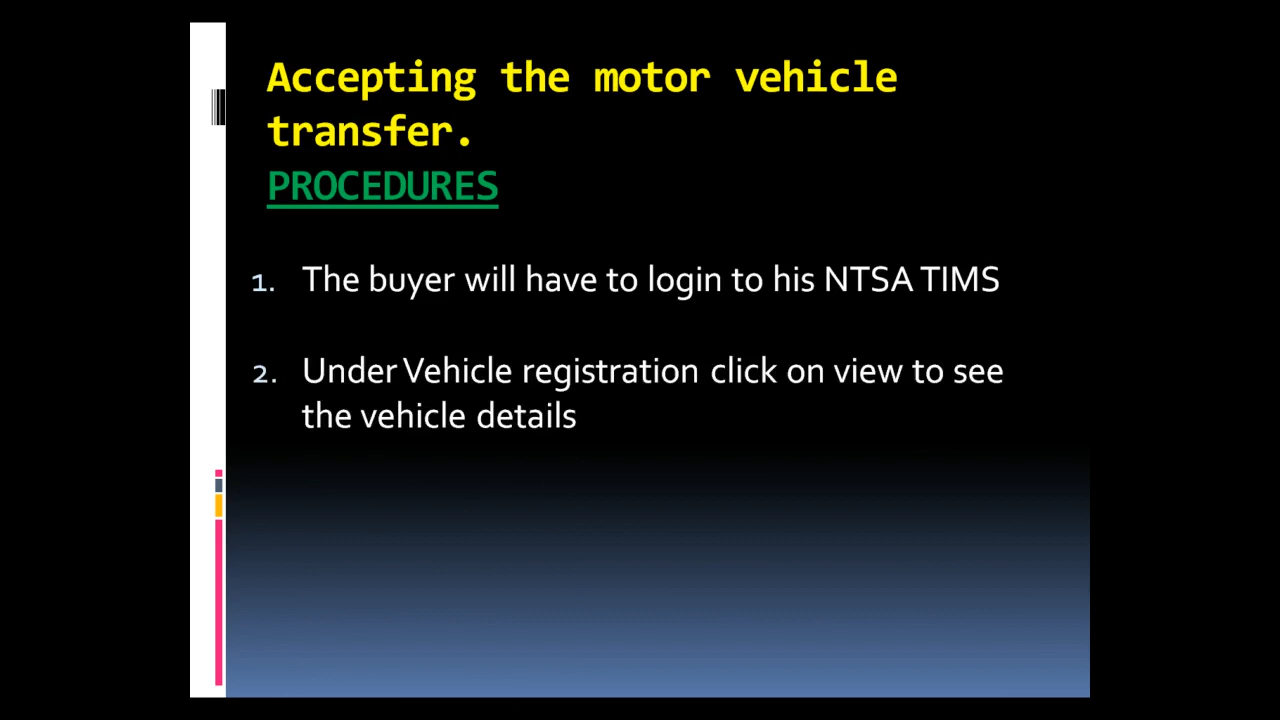 Accepting the motor vehicle
transfer.
PROCEDURES
1. The buyer will have to login to his NTSA TIMS
2. Under Vehicle registration click on view to see
the vehicle details